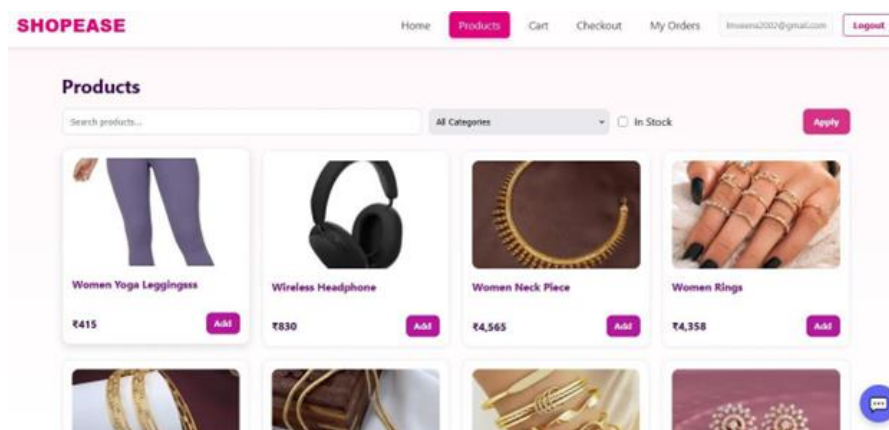 SHOPEASE Home Products Cart Checkout My Orders Logout
Products
Search products... All Categories In Stock Apply
Women Yoga Leggingsss Wireless Headphone Women Neck Piece Women Rings
₹415 Add ₹830 Add ₹4,565 Add ₹4,358 Add